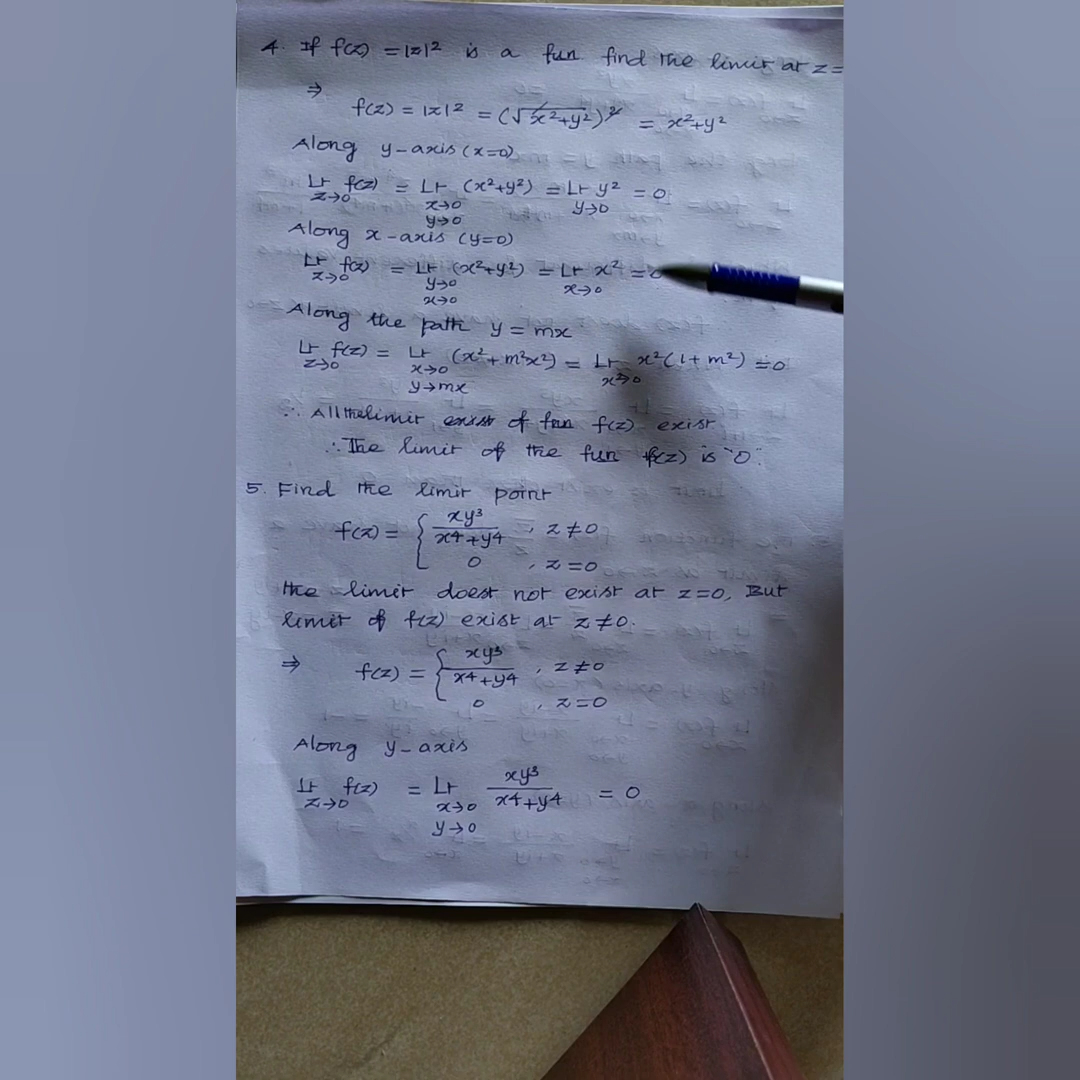 4. If f(z) = |z|² is a fun find the limit at z=
⇒
f(z) = |z|² = (√x²+y²)² = x²+y²
Along y-axis (x=0)
Lt f(z) = Lt (x²+y²) = Lt y² = 0
z→0 x→0 y→0
y→0
Along x-axis (y=0)
Lt f(z) = Lt (x²+y²) = Lt x² = 0
z→0 y→0 x→0
x→0
Along the path y = mx
Lt f(z) = Lt (x²+m²x²) = Lt x²(1+m²) = 0
z→0 x→0 x→0
y→mx
∴ All the limit exist of fun f(z) exist
∴ The limit of the fun f(z) is "0".
5. Find the limit point
f(z) = { xy³/x⁴+y⁴ , z≠0
0 , z=0
the limit doest not exist at z=0, But
limit of f(z) exist at z≠0.
⇒ f(z) = { xy³/x⁴+y⁴ , z≠0
0 , z=0
Along y-axis
Lt f(z) = Lt xy³/x⁴+y⁴ = 0
z→0 x→0
y→0